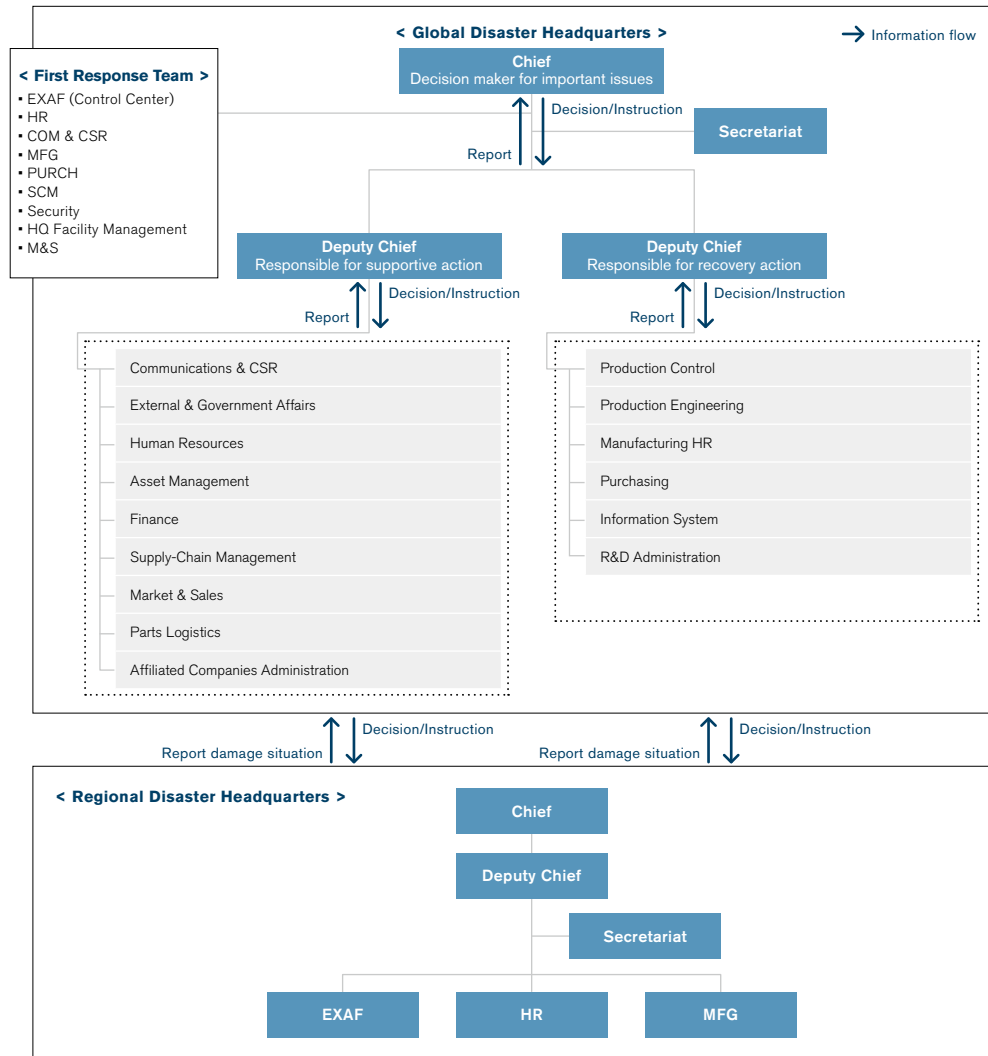 < Global Disaster Headquarters >
Information flow
Chief
Decision maker for important issues
< First Response Team >
▪ EXAF (Control Center)
▪ HR
▪ COM & CSR
▪ MFG
▪ PURCH
▪ SCM
▪ Security
▪ HQ Facility Management
▪ M&S
Decision/Instruction
Report
Secretariat
Deputy Chief
Responsible for supportive action
Deputy Chief
Responsible for recovery action
Decision/Instruction
Report
Decision/Instruction
Report
Communications & CSR
External & Government Affairs
Human Resources
Asset Management
Finance
Supply-Chain Management
Market & Sales
Parts Logistics
Affiliated Companies Administration
Production Control
Production Engineering
Manufacturing HR
Purchasing
Information System
R&D Administration
Decision/Instruction
Report damage situation
Decision/Instruction
Report damage situation
< Regional Disaster Headquarters >
Chief
Deputy Chief
Secretariat
EXAF
HR
MFG